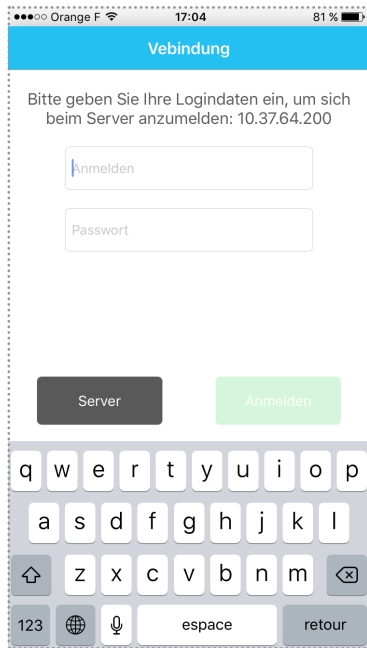 Orange F 17:04 81 %
Vebindung
Bitte geben Sie Ihre Logindaten ein, um sich
beim Server anzumelden: 10.37.64.200
Anmelden
Passwort
Server Anmelden
q w e r t y u i o p
a s d f g h j k l
z x c v b n m
123 espace retour